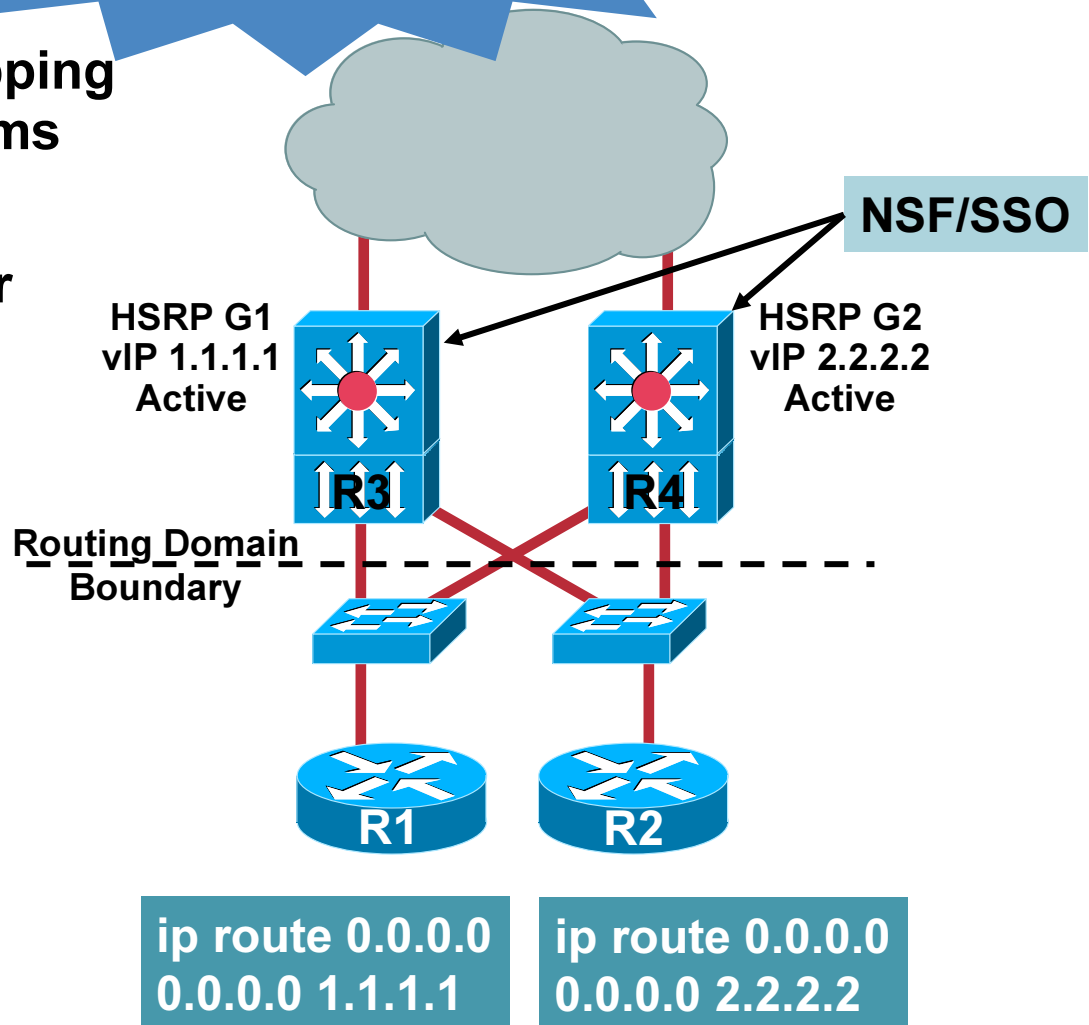 NSF/SSO
HSRP G1
vIP 1.1.1.1
Active
HSRP G2
vIP 2.2.2.2
Active
R3
R4
Routing Domain
Boundary
R1
R2
ip route 0.0.0.0
0.0.0.0 1.1.1.1
ip route 0.0.0.0
0.0.0.0 2.2.2.2